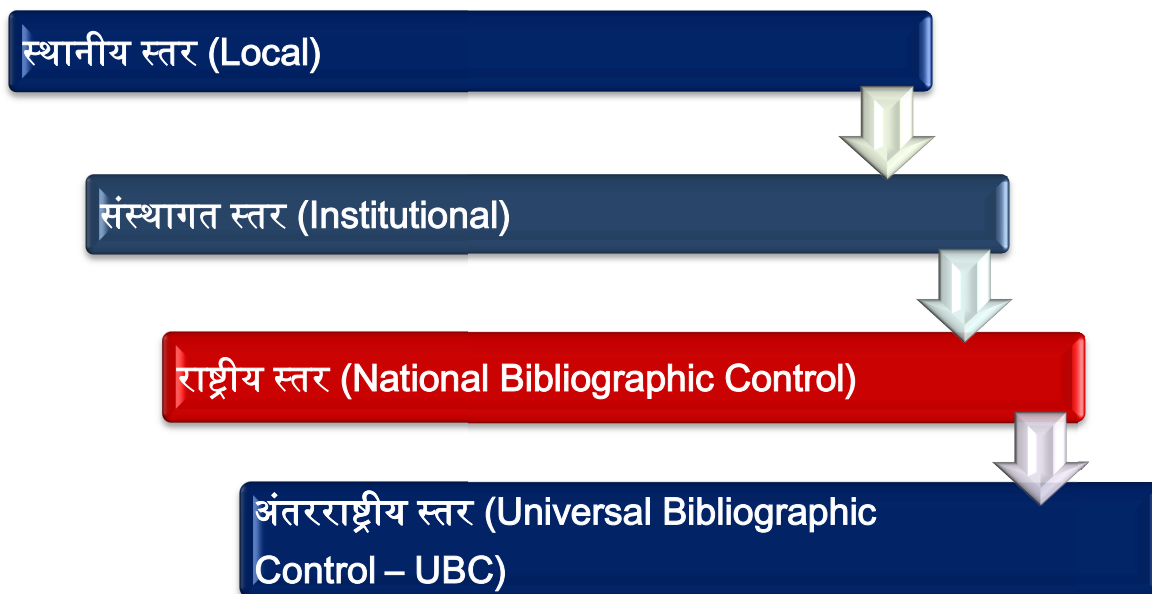 स्थानीय स्तर (Local)
संस्थागत स्तर (Institutional)
राष्ट्रीय स्तर (National Bibliographic Control)
अंतरराष्ट्रीय स्तर (Universal Bibliographic
Control – UBC)